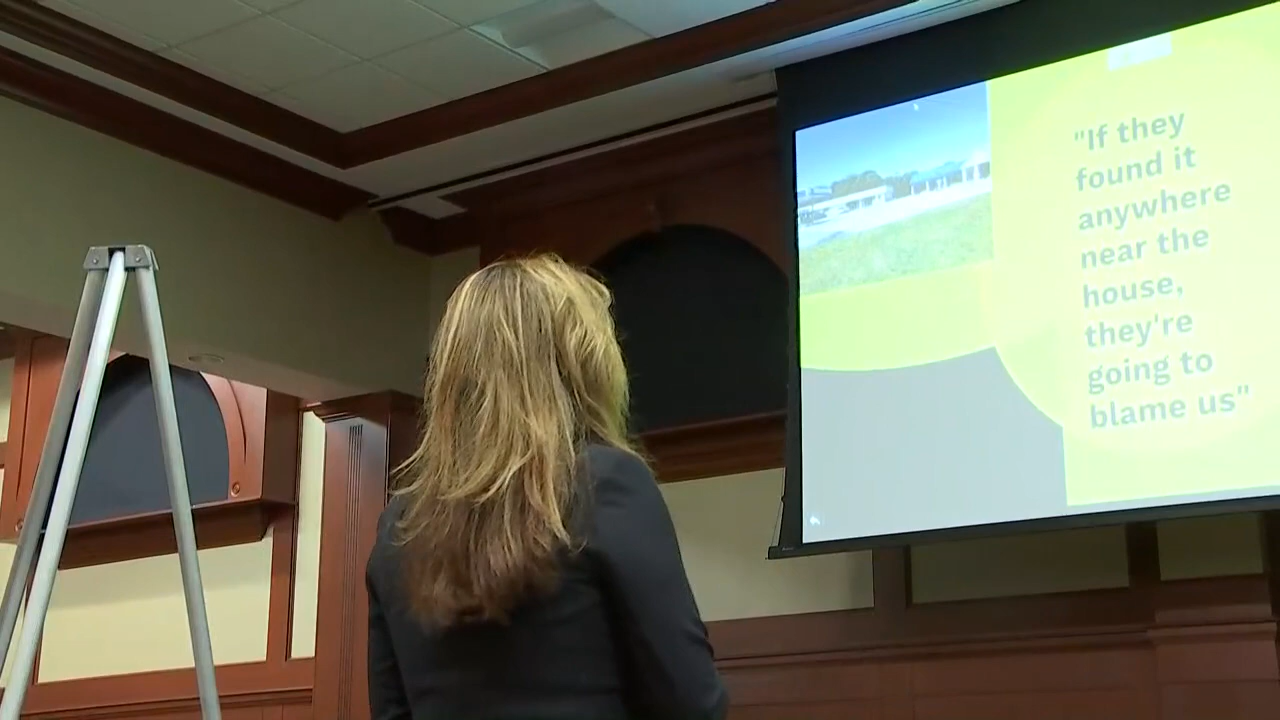 "If they
found it
anywhere
near the
house,
they're
going to
blame us"